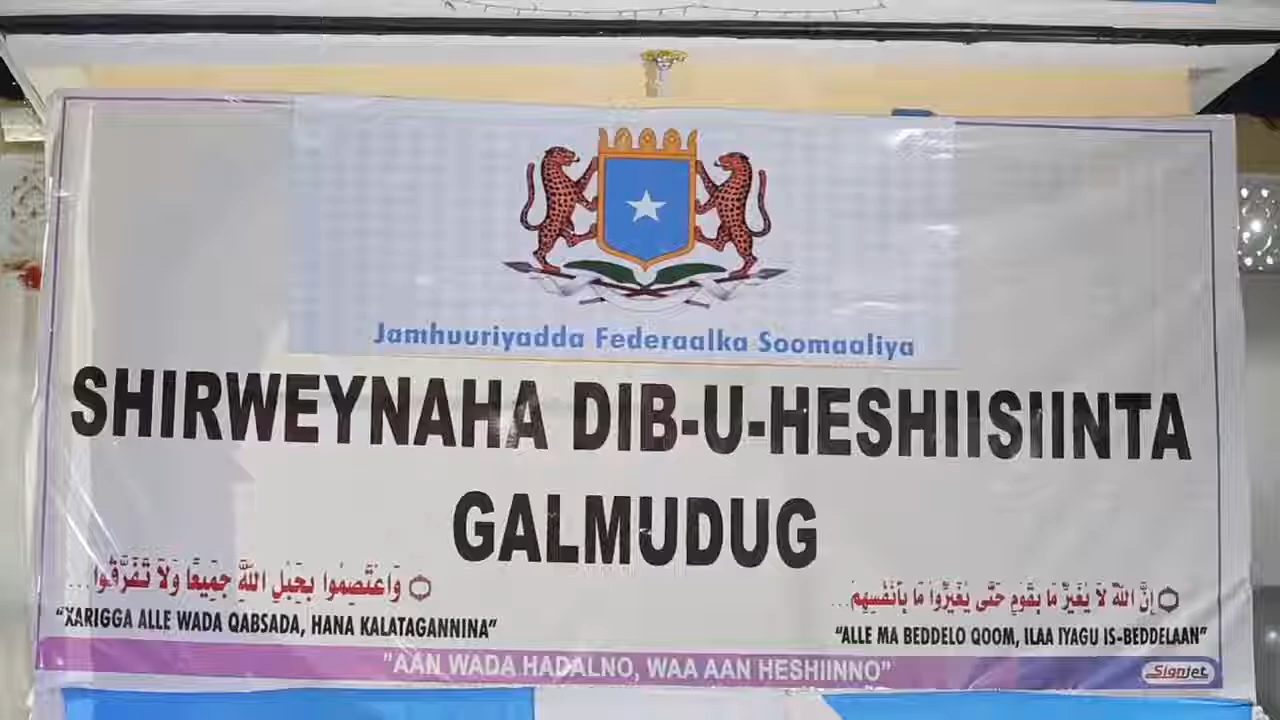 Jamhuuriyadda Federaalka Soomaaliya
SHIRWEYNAHA DIB-U-HESHIISIINTA
GALMUDUG
وَاعْتَصِمُوا بِحَبْلِ اللَّهِ جَمِيعًا وَلَا تَفَرَّقُوا...
"XARIGGA ALLE WADA QABSADA, HANA KALATAGANNINA"
إِنَّ اللَّهَ لَا يُغَيِّرُ مَا بِقَوْمٍ حَتَّى يُغَيِّرُوا مَا بِأَنْفُسِهِمْ...
"ALLE MA BEDDELO QOOM, ILAA IYAGU IS-BEDDELAAN"
"AAN WADA HADALNO, WAA AAN HESHIINNO"
Signjet